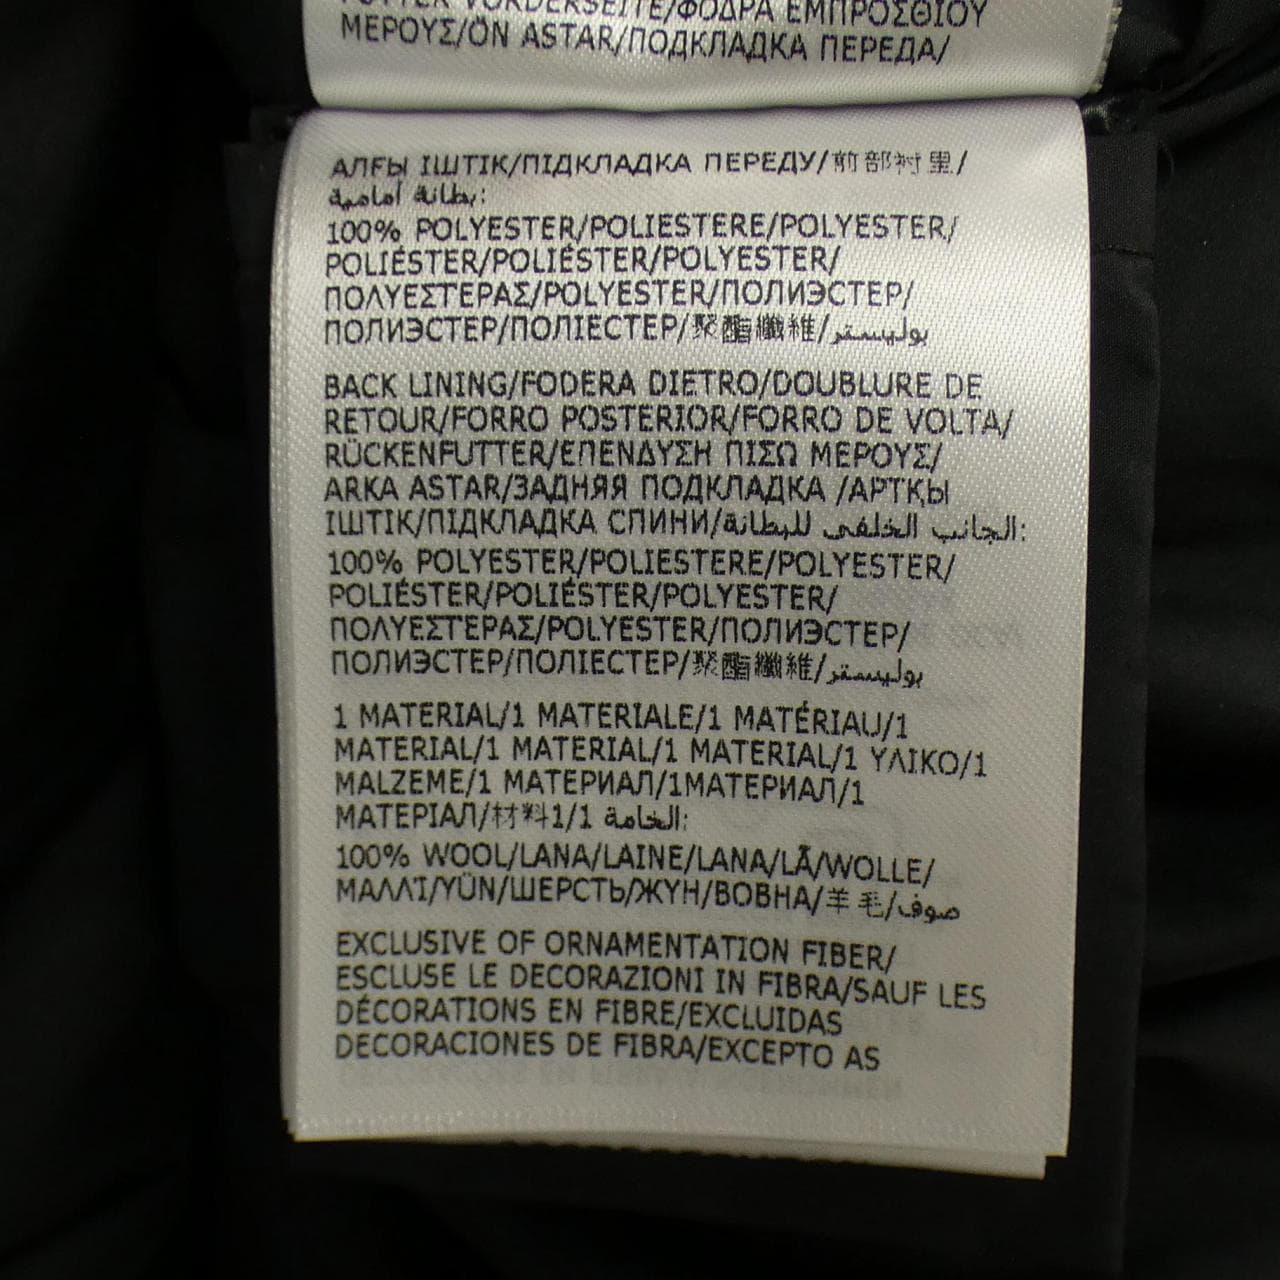 FUTTER VORDERSEITE/ΦΟΔΡΑ ΕΜΠΡΟΣΘΙΟΥ
ΜΕΡΟΥΣ/ÖN ASTAR/ПОДКЛАДКА ПЕРЕДА/
АЛҒЫ ІШТІК/ПІДКЛАДКА ПЕРЕДУ/前部衬里/
بطانة أمامية:
100% POLYESTER/POLIESTERE/POLYESTER/
POLIÉSTER/POLIÉSTER/POLYESTER/
ΠΟΛΥΕΣΤΕΡΑΣ/POLYESTER/ПОЛИЭСТЕР/
ПОЛИЭСТЕР/ПОЛІЕСТЕР/聚酯纖維/بوليستر
BACK LINING/FODERA DIETRO/DOUBLURE DE
RETOUR/FORRO POSTERIOR/FORRO DE VOLTA/
RÜCKENFUTTER/ΕΠΕΝΔΥΣΗ ΠΙΣΩ ΜΕΡΟΥΣ/
ARKA ASTAR/ЗАДНЯЯ ПОДКЛАДКА /АРТҚЫ
ІШТІК/ПІДКЛАДКА СПИНИ/الجانب الخلفي للبطانة:
100% POLYESTER/POLIESTERE/POLYESTER/
POLIÉSTER/POLIÉSTER/POLYESTER/
ΠΟΛΥΕΣΤΕΡΑΣ/POLYESTER/ПОЛИЭСТЕР/
ПОЛИЭСТЕР/ПОЛІЕСТЕР/聚酯纖維/بوليستر
1 MATERIAL/1 MATERIALE/1 MATÉRIAU/1
MATERIAL/1 MATERIAL/1 MATERIAL/1 ΥΛΙΚΟ/1
MALZEME/1 МАТЕРИАЛ/1МАТЕРИАЛ/1
МАТЕРІАЛ/材料1/1 الخامة:
100% WOOL/LANA/LAINE/LANA/LÃ/WOLLE/
ΜΑΛΛΊ/YÜN/ШЕРСТЬ/ЖҮН/ВОВНА/羊毛/صوف
EXCLUSIVE OF ORNAMENTATION FIBER/
ESCLUSE LE DECORAZIONI IN FIBRA/SAUF LES
DÉCORATIONS EN FIBRE/EXCLUIDAS
DECORACIONES DE FIBRA/EXCEPTO AS